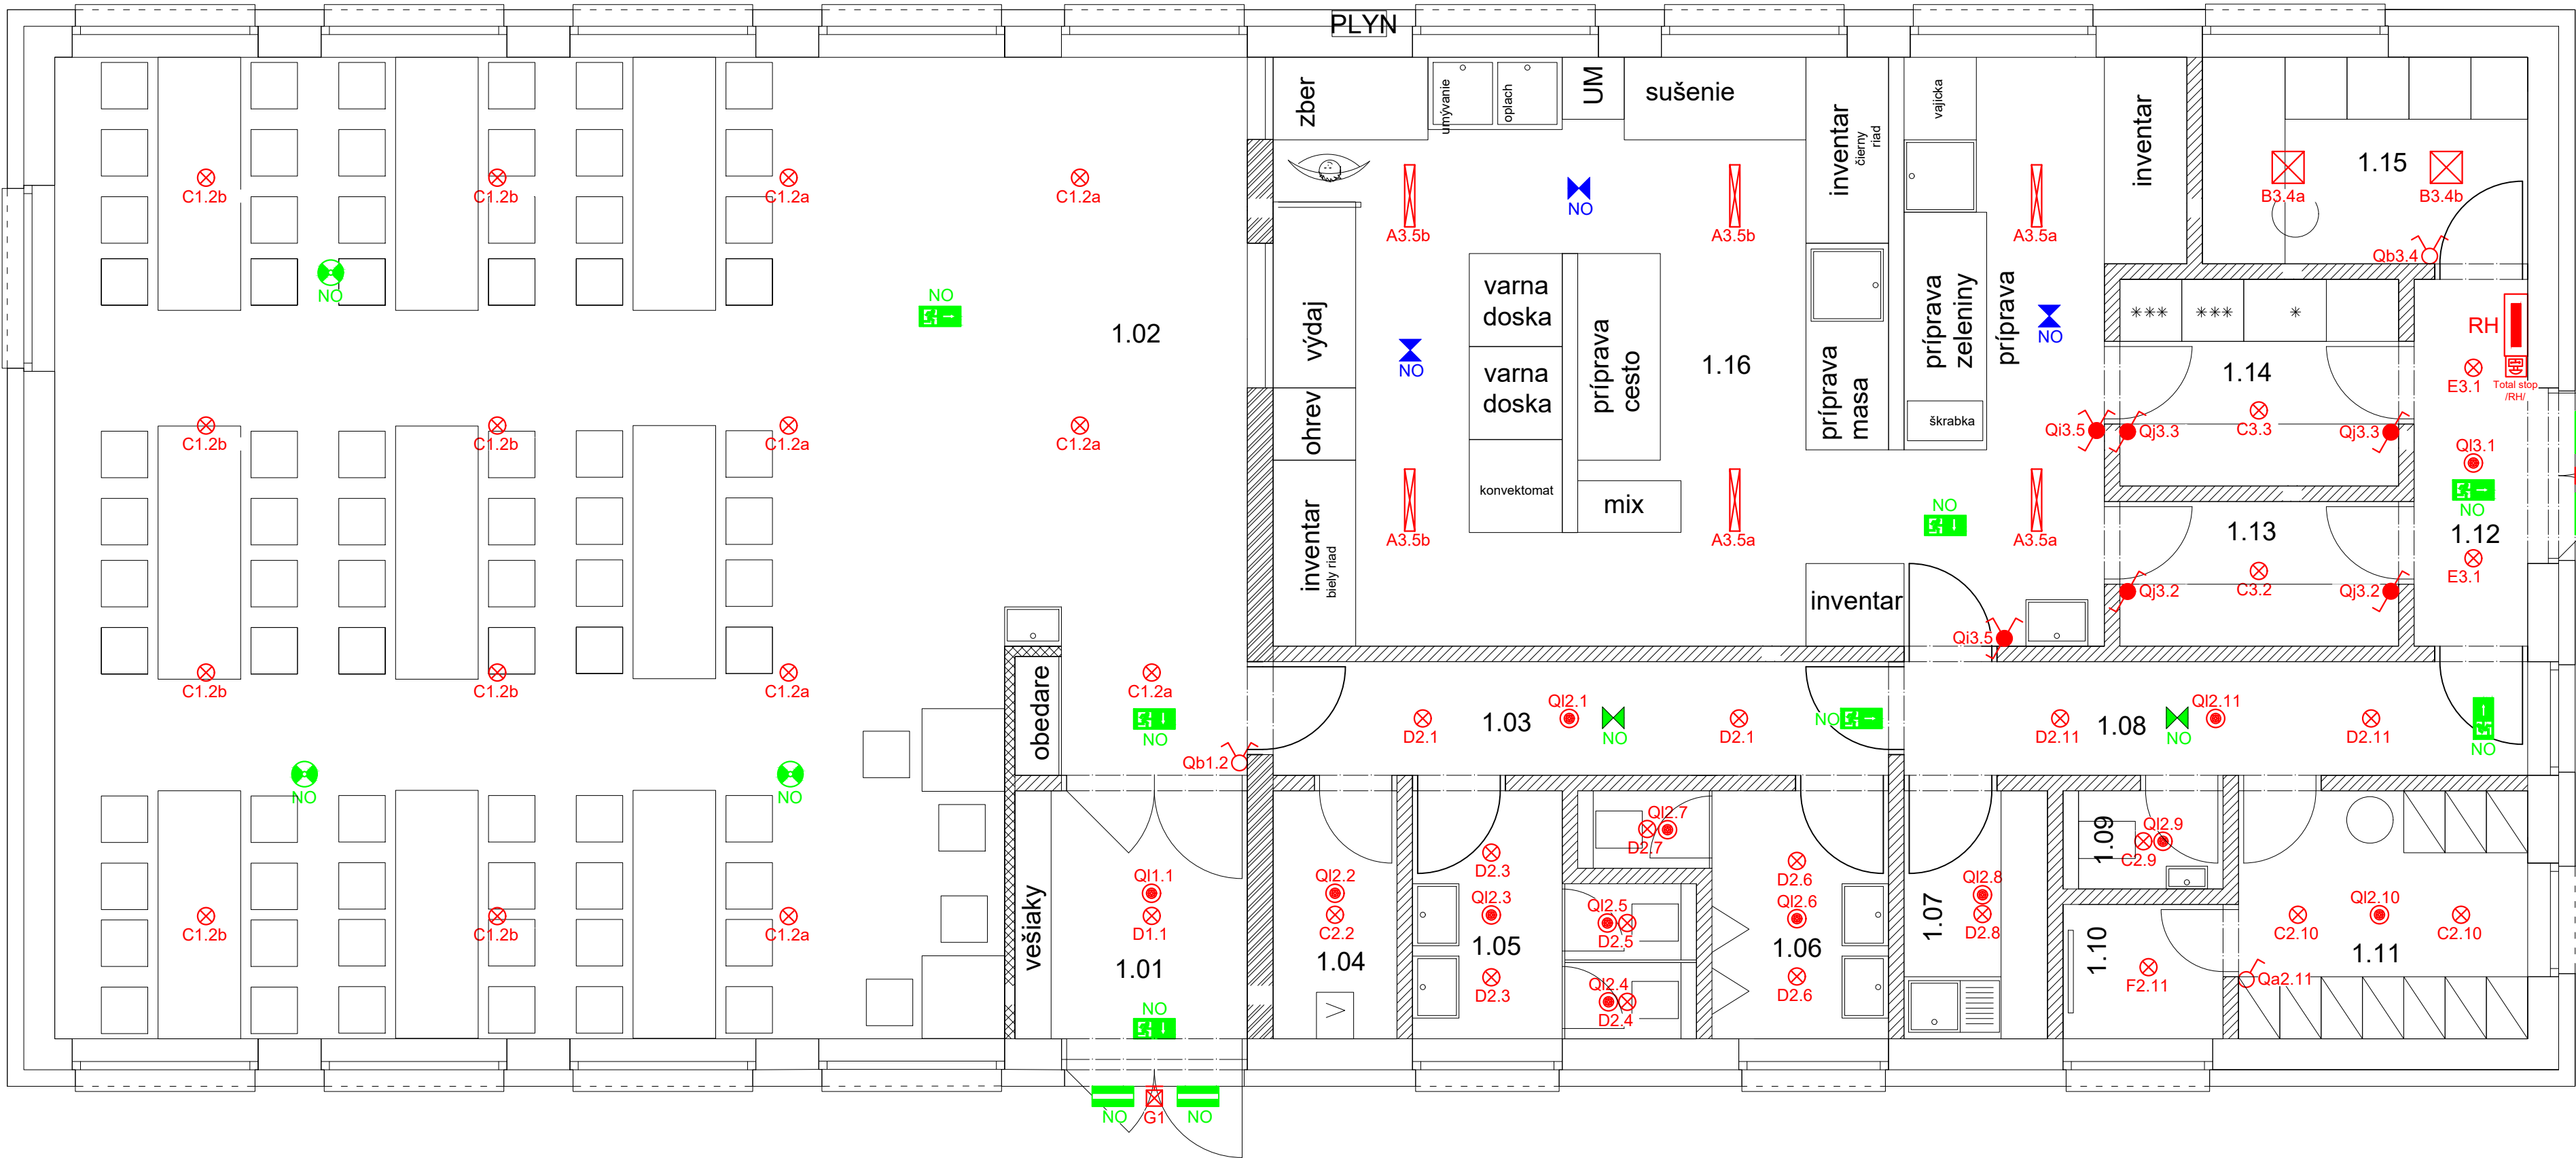 PLYN
zber
umývanie
oplach
UM
sušenie
inventar
čierny
riad
vajicka
inventar
1.15
B3.4a
B3.4b
Qb3.4
C1.2b
C1.2b
C1.2a
C1.2a
A3.5b
NO
A3.5b
A3.5a
NO
NO
1.02
výdaj
NO
varna
doska
varna
doska
príprava
cesto
1.16
príprava
masa
príprava
zeleniny
príprava
NO
škrabka
***
***
*
RH
Total stop
/RH/
E3.1
1.14
C3.3
Qi3.5
Qj3.3
Qj3.3
C1.2b
C1.2b
C1.2a
C1.2a
ohrev
konvektomat
mix
Ql3.1
NO
1.12
E3.1
inventar
biely riad
A3.5b
A3.5a
NO
A3.5a
1.13
C3.2
Qj3.2
Qj3.2
inventar
Qi3.5
C1.2b
C1.2b
C1.2a
obedare
C1.2a
NO
Qb1.2
D2.1
1.03
Ql2.1
NO
D2.1
NO
D2.11
1.08
NO
Ql2.11
D2.11
NO
NO
NO
Ql2.7
D2.7
1.09
Ql2.9
C2.9
vešiaky
Ql1.1
D1.1
1.01
NO
Ql2.2
C2.2
1.04
D2.3
Ql2.3
1.05
D2.3
Ql2.5
D2.5
Ql2.4
D2.4
D2.6
Ql2.6
1.06
D2.6
1.07
Ql2.8
D2.8
1.10
F2.11
Qa2.11
C2.10
Ql2.10
1.11
C2.10
C1.2b
C1.2b
C1.2a
NO
G1
NO